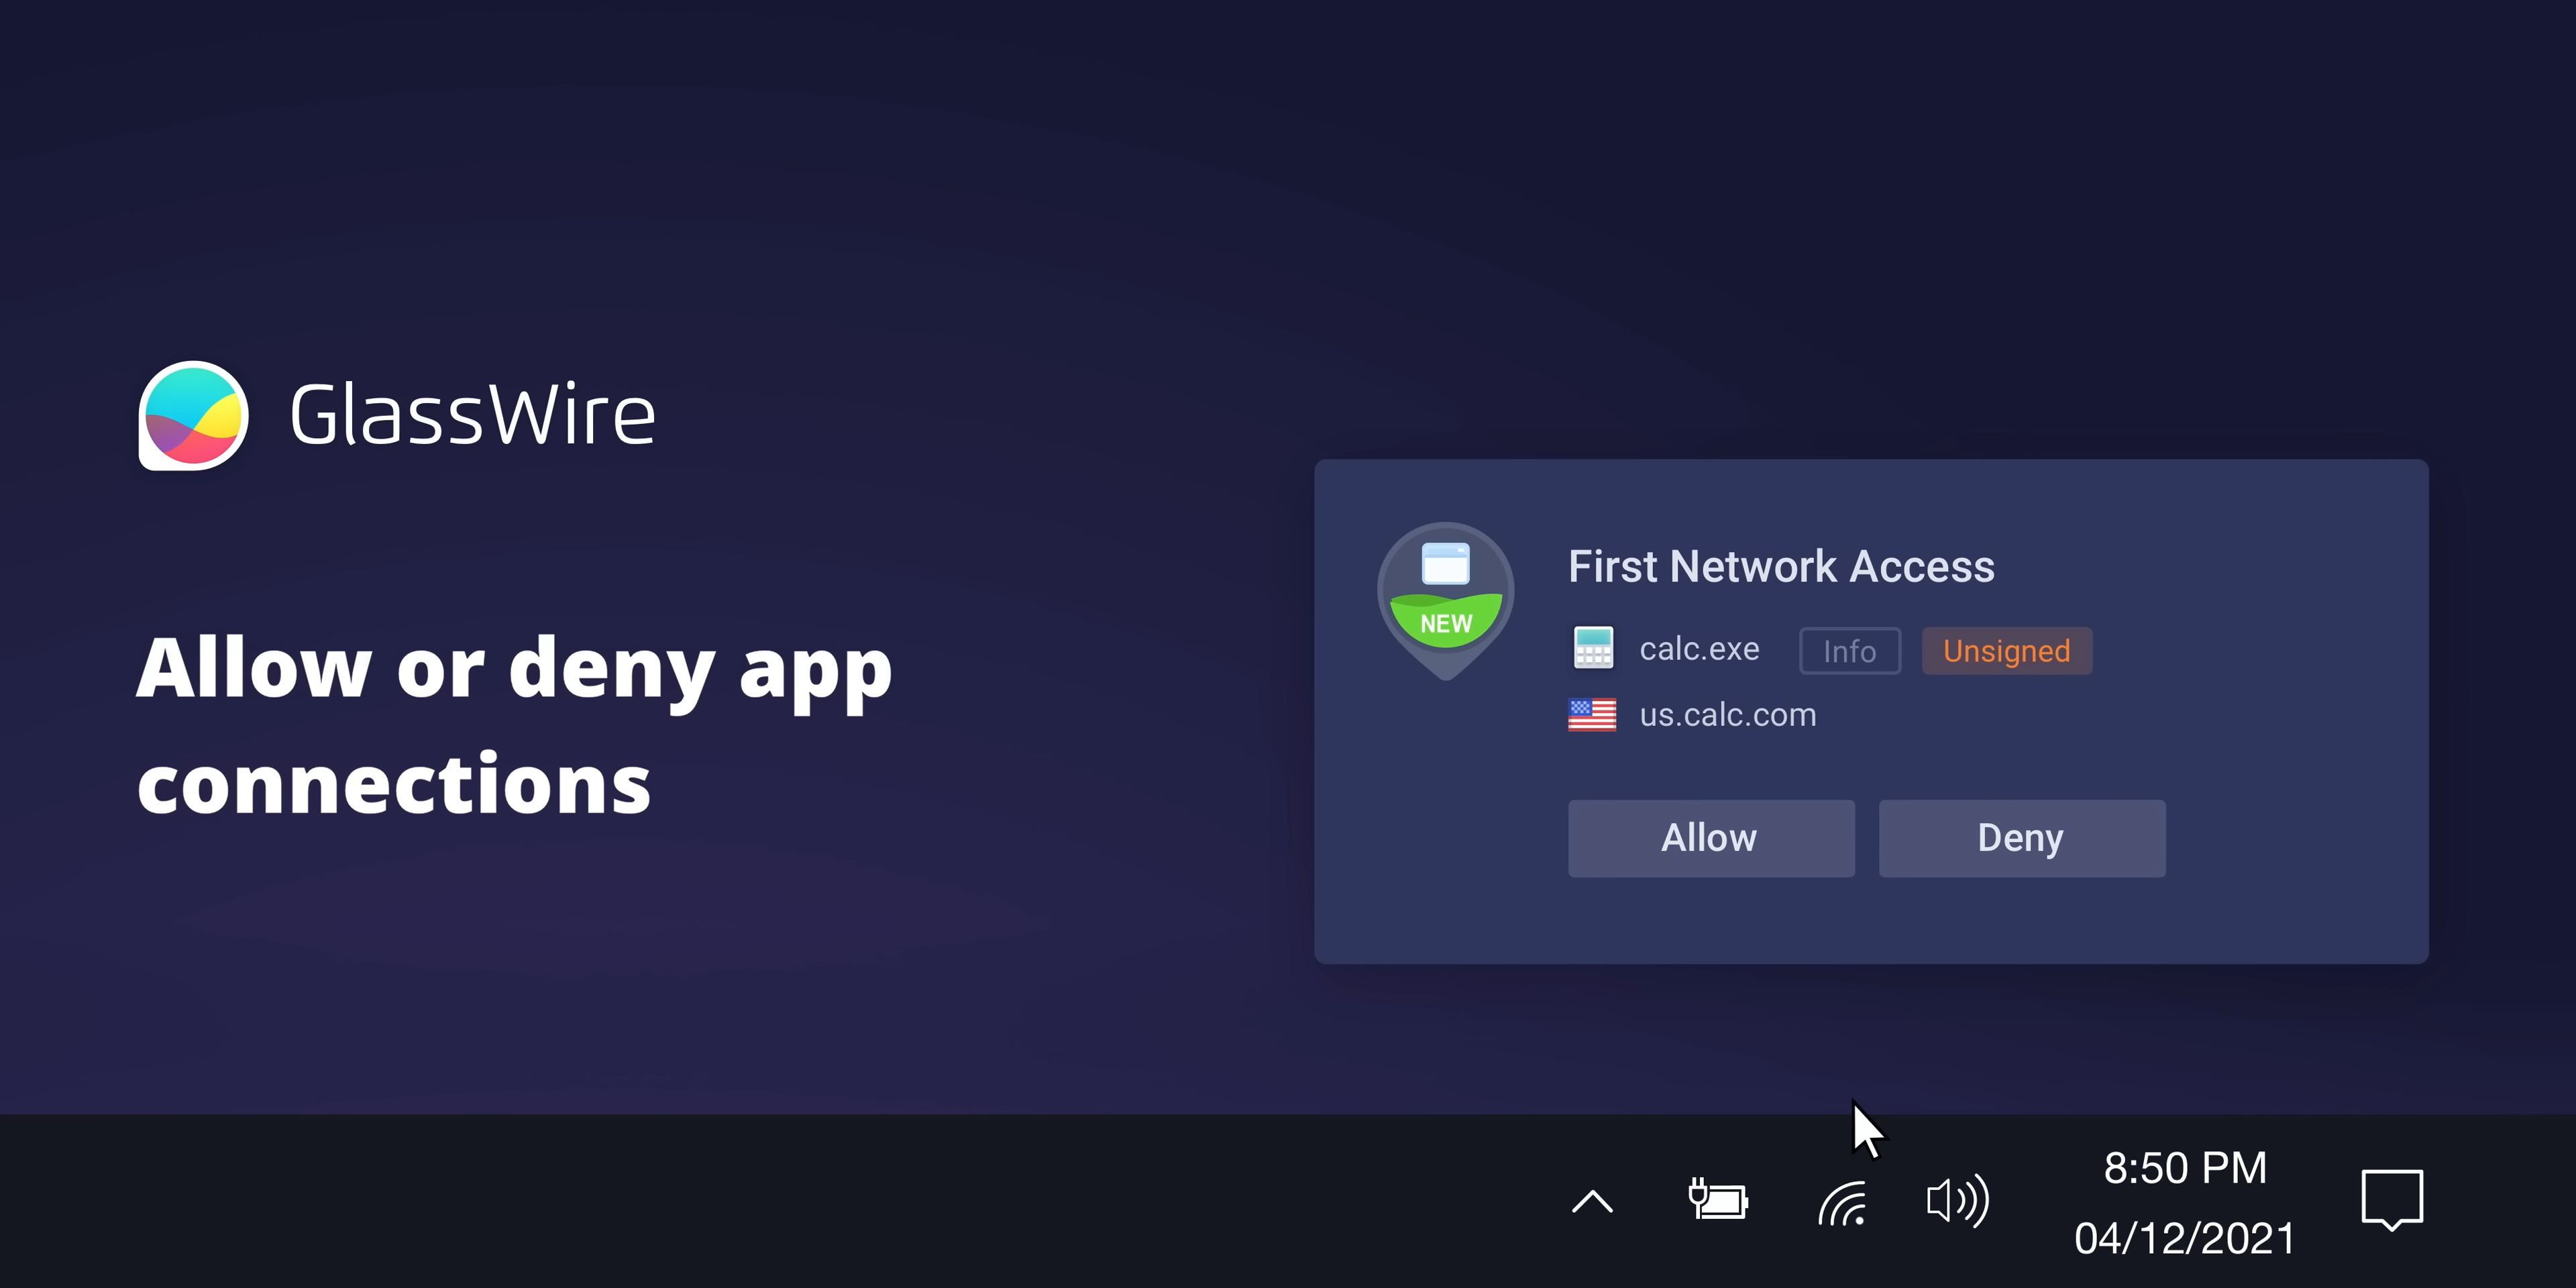 GlassWire
Allow or deny app
connections
First Network Access
NEW
calc.exe Info Unsigned
us.calc.com
Allow Deny
8:50 PM
04/12/2021